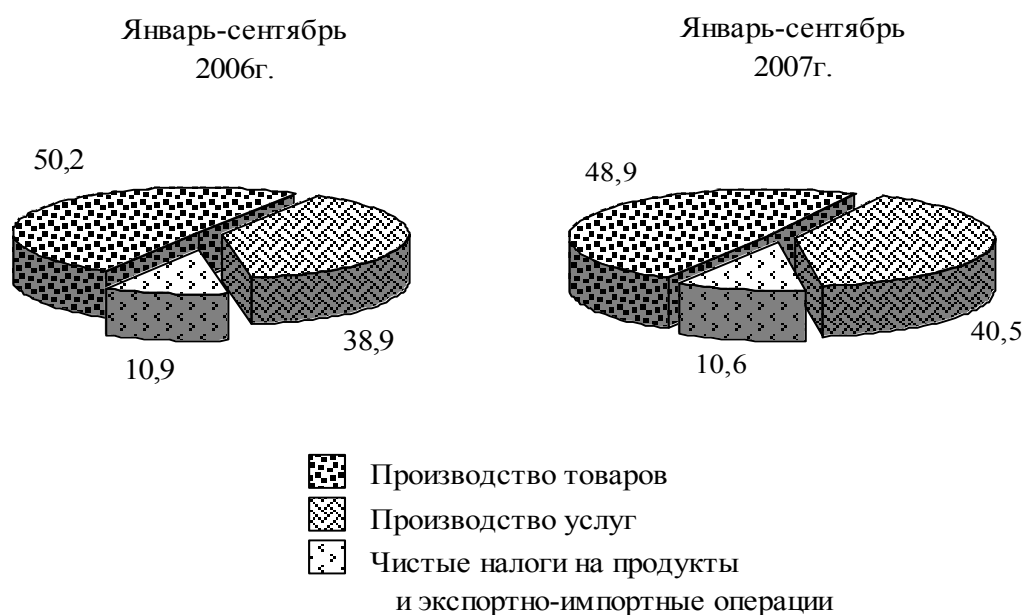 Январь-сентябрь
2006г.
50,2
38,9
10,9
Январь-сентябрь
2007г.
48,9
40,5
10,6
Производство товаров
Производство услуг
Чистые налоги на продукты
и экспортно-импортные операции